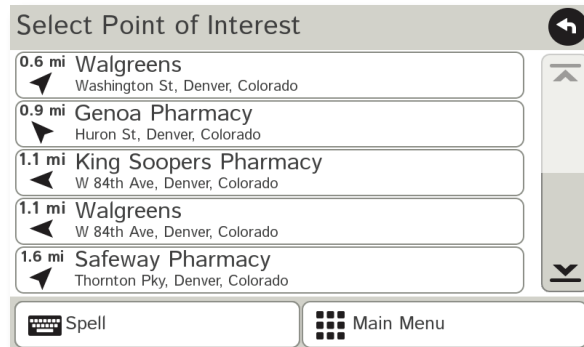 Select Point of Interest
0.6 mi Walgreens
Washington St, Denver, Colorado
0.9 mi Genoa Pharmacy
Huron St, Denver, Colorado
1.1 mi King Soopers Pharmacy
W 84th Ave, Denver, Colorado
1.1 mi Walgreens
W 84th Ave, Denver, Colorado
1.6 mi Safeway Pharmacy
Thornton Pky, Denver, Colorado
Spell
Main Menu